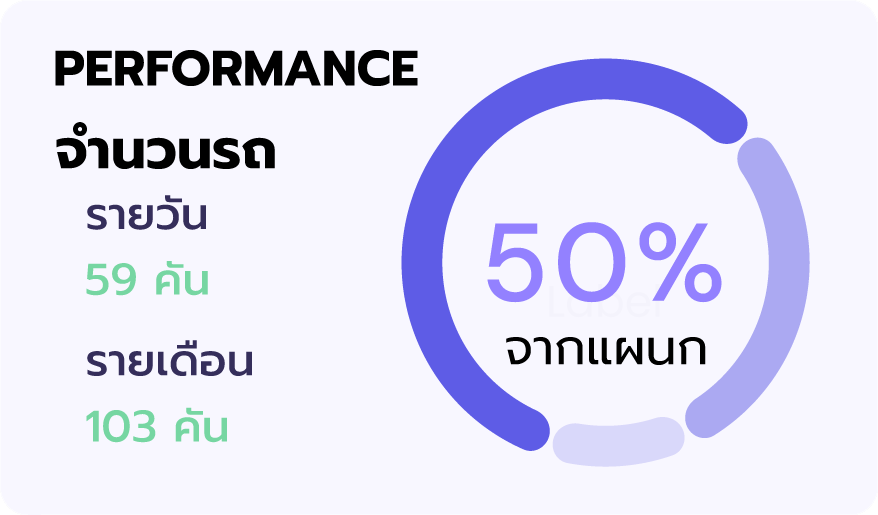 PERFORMANCE
จำนวนรถ
รายวัน
59 คัน
รายเดือน
103 คัน
50%
Label
จากแผนก